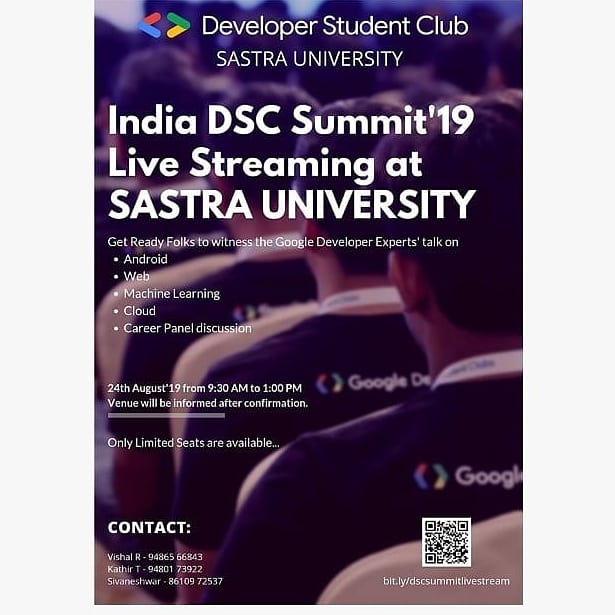 Developer Student Club
SASTRA UNIVERSITY
India DSC Summit'19
Live Streaming at
SASTRA UNIVERSITY
Get Ready Folks to witness the Google Developer Experts' talk on
• Android
• Web
• Machine Learning
• Cloud
• Career Panel discussion
24th August'19 from 9:30 AM to 1:00 PM
Venue will be informed after confirmation.
Google De
Only Limited Seats are available...
Google
CONTACT:
Vishal R - 94865 66843
Kathir T - 94801 73922
Sivaneshwar - 86109 72537
bit.ly/dscsummitlivestream